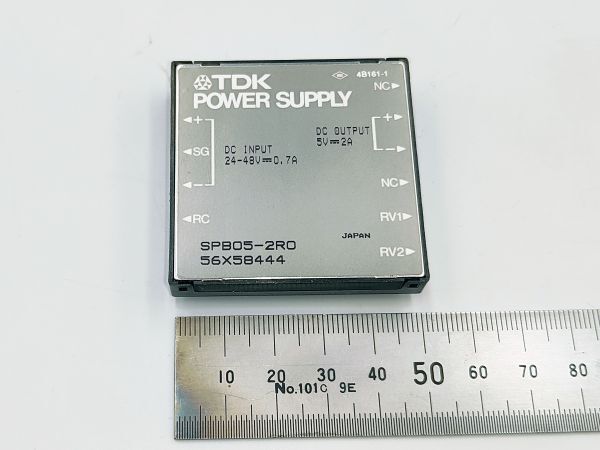 TDK
4B161-1
POWER SUPPLY
NC▶
◀+
+▶
DC OUTPUT
5V⎓2A
◀SG
DC INPUT
24-48V⎓0.7A
-▶
◀-
NC▶
◀RC
RV1▶
JAPAN
SPB05-2R0
56X58444
RV2▶
10 20 30 40 50 60 70 80
No.101C 9E